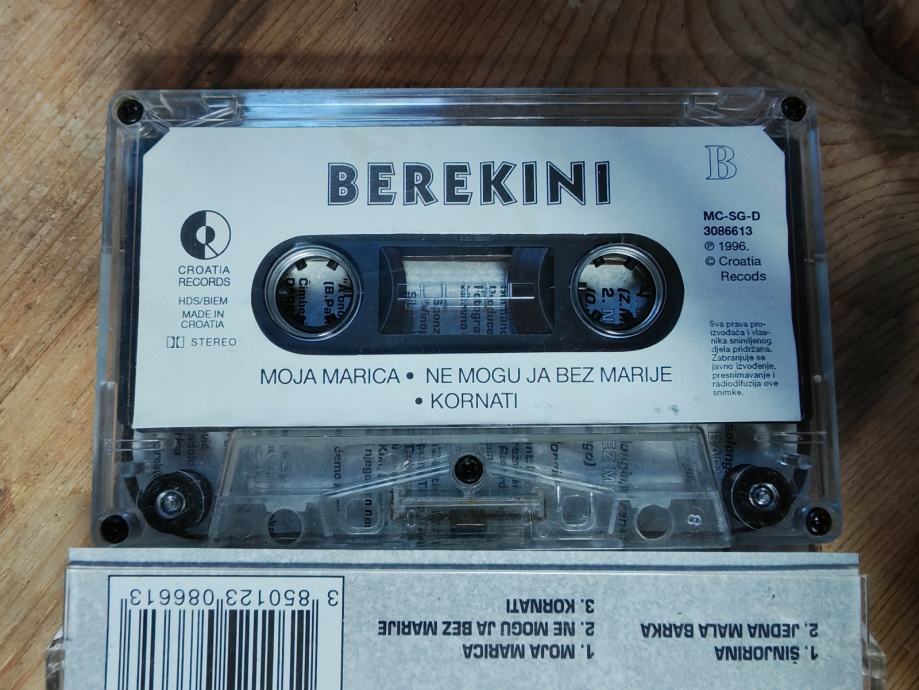 BEREKINI
B
CROATIA
RECORDS
HDS/BIEM
MADE IN
CROATIA
STEREO
MC-SG-D
3086613
℗ 1996.
© Croatia
Recods
Sva prava pro-
izvođača i vlas-
nika snimljenog
djela pridržana.
Zabranjuje se
javno izvođenje,
presnimavanje i
radiodifuzija ove
snimke.
MOJA MARICA • NE MOGU JA BEZ MARIJE
• KORNATI
1. ŠINJORINA
2. JEDNA MALA BARKA
1. MOJA MARICA
2. NE MOGU JA BEZ MARIJE
3. KORNATI
3 850123 086613